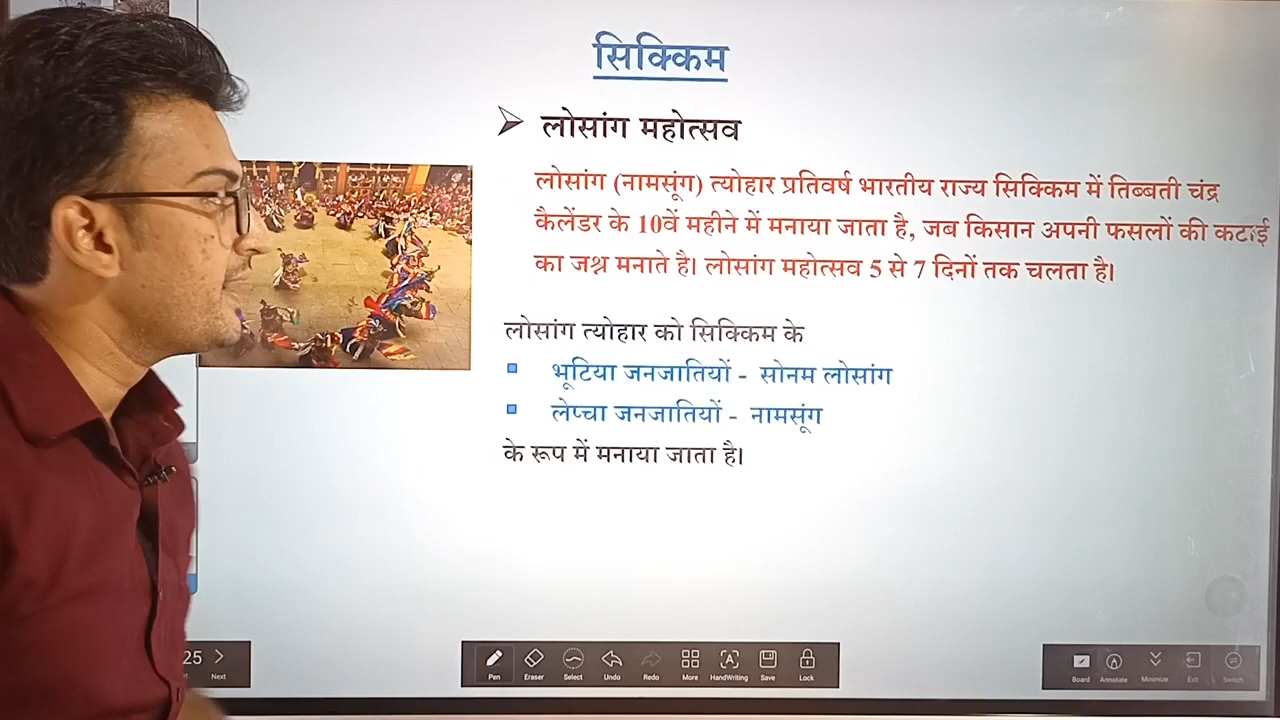 सिक्किम
लोसांग महोत्सव
लोसांग (नामसूंग) त्योहार प्रतिवर्ष भारतीय राज्य सिक्किम में तिब्बती चंद्र
कैलेंडर के 10वें महीने में मनाया जाता है, जब किसान अपनी फसलों की कटाई
का जश्न मनाते है। लोसांग महोत्सव 5 से 7 दिनों तक चलता है।
लोसांग त्योहार को सिक्किम के
भूटिया जनजातियों - सोनम लोसांग
लेप्चा जनजातियों - नामसूंग
के रूप में मनाया जाता है।
25
Next
Pen Eraser Select Undo Redo More HandWriting Save Lock
Board Annotate Minimize Exit Switch